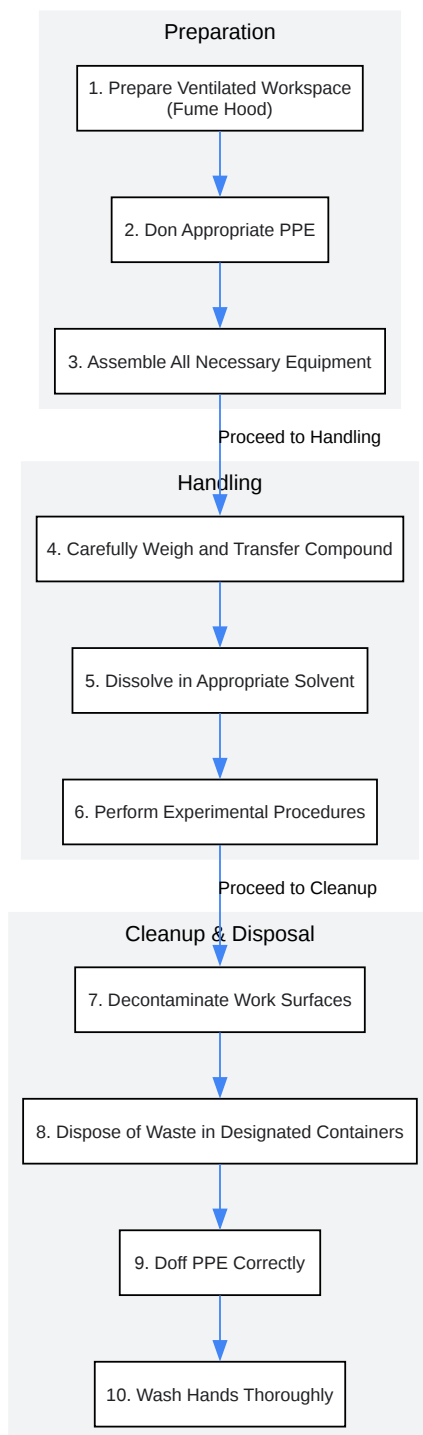 Preparation
1. Prepare Ventilated Workspace
(Fume Hood)
2. Don Appropriate PPE
3. Assemble All Necessary Equipment
Proceed to Handling
Handling
4. Carefully Weigh and Transfer Compound
5. Dissolve in Appropriate Solvent
6. Perform Experimental Procedures
Proceed to Cleanup
Cleanup & Disposal
7. Decontaminate Work Surfaces
8. Dispose of Waste in Designated Containers
9. Doff PPE Correctly
10. Wash Hands Thoroughly